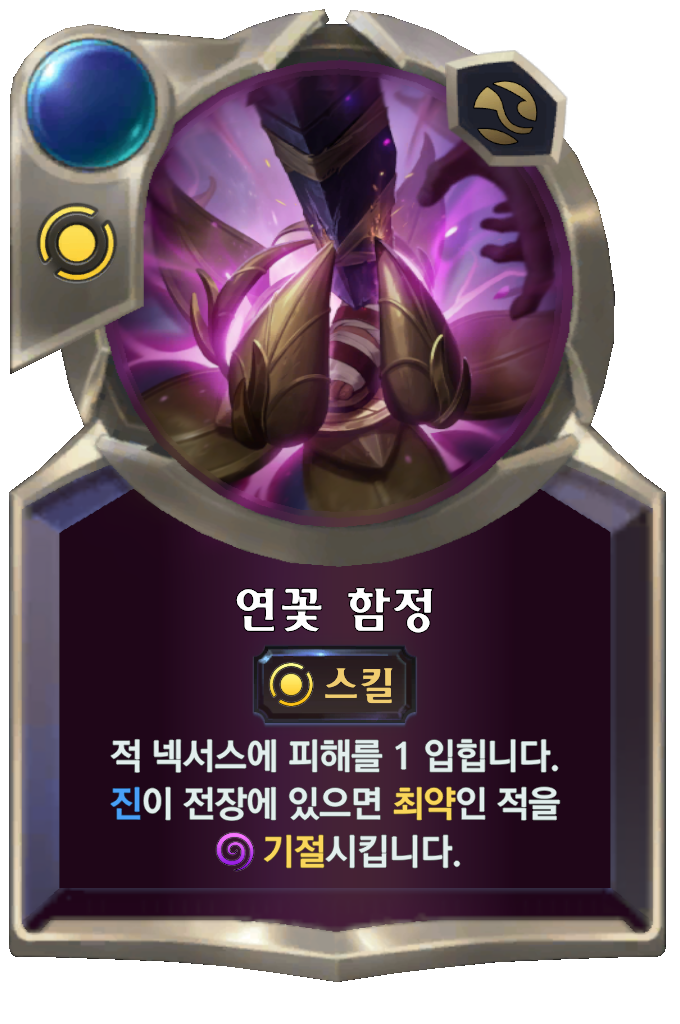 연꽃 함정
스킬
적 넥서스에 피해를 1 입힙니다.
진이 전장에 있으면 최약인 적을
기절시킵니다.